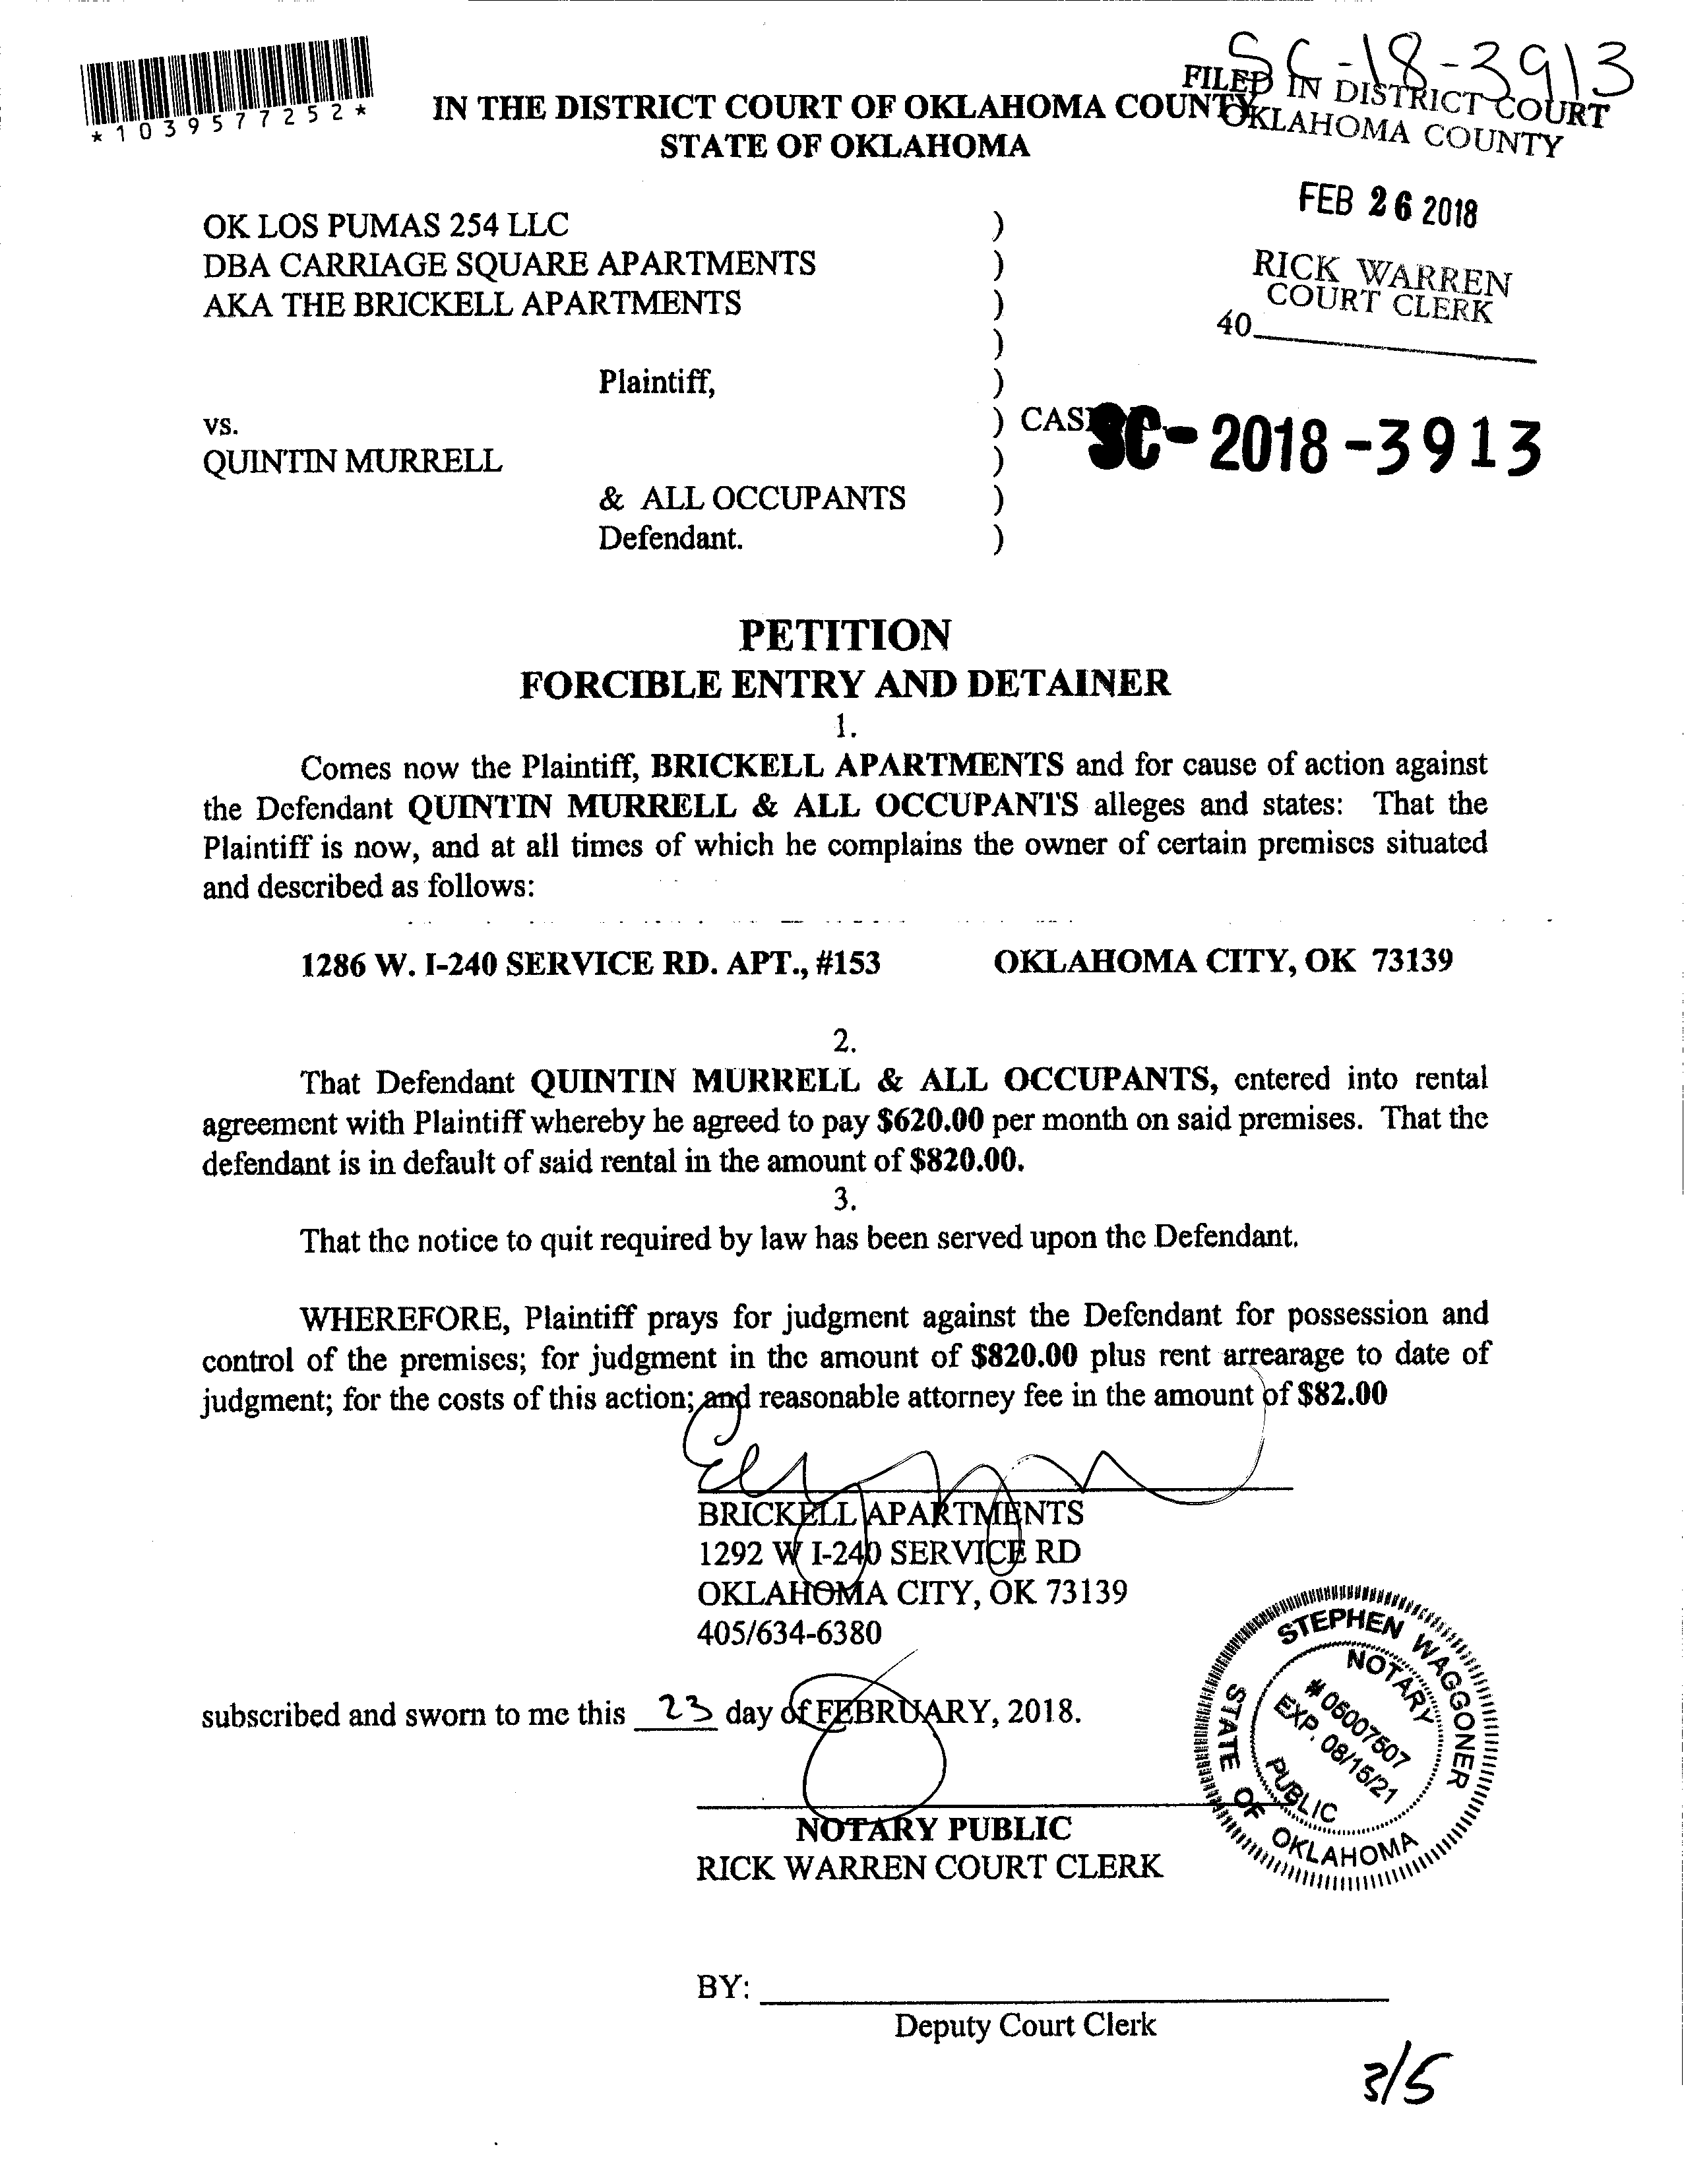 SC-18-3913
*1039577252*
FILED IN DISTRICT COURT
OKLAHOMA COUNTY
IN THE DISTRICT COURT OF OKLAHOMA COUNTY
STATE OF OKLAHOMA
FEB 26 2018
RICK WARREN
COURT CLERK
40
OK LOS PUMAS 254 LLC )
DBA CARRIAGE SQUARE APARTMENTS )
AKA THE BRICKELL APARTMENTS )
)
Plaintiff, )
vs. ) CASE SC-2018-3913
QUINTIN MURRELL )
& ALL OCCUPANTS )
Defendant. )
PETITION
FORCIBLE ENTRY AND DETAINER
1.
Comes now the Plaintiff, BRICKELL APARTMENTS and for cause of action against
the Defendant QUINTIN MURRELL & ALL OCCUPANTS alleges and states: That the
Plaintiff is now, and at all times of which he complains the owner of certain premises situated
and described as follows:
1286 W. I-240 SERVICE RD. APT., #153 OKLAHOMA CITY, OK 73139
2.
That Defendant QUINTIN MURRELL & ALL OCCUPANTS, entered into rental
agreement with Plaintiff whereby he agreed to pay $620.00 per month on said premises. That the
defendant is in default of said rental in the amount of $820.00.
3.
That the notice to quit required by law has been served upon the Defendant.
WHEREFORE, Plaintiff prays for judgment against the Defendant for possession and
control of the premises; for judgment in the amount of $820.00 plus rent arrearage to date of
judgment; for the costs of this action; and reasonable attorney fee in the amount of $82.00
BRICKELL APARTMENTS
1292 W I-240 SERVICE RD
OKLAHOMA CITY, OK 73139
405/634-6380
subscribed and sworn to me this 23 day of FEBRUARY, 2018.
STEPHEN WAGGONER
NOTARY
# 06007507
EXP. 08/15/21
PUBLIC
STATE OF OKLAHOMA
NOTARY PUBLIC
RICK WARREN COURT CLERK
BY:
Deputy Court Clerk
3/5